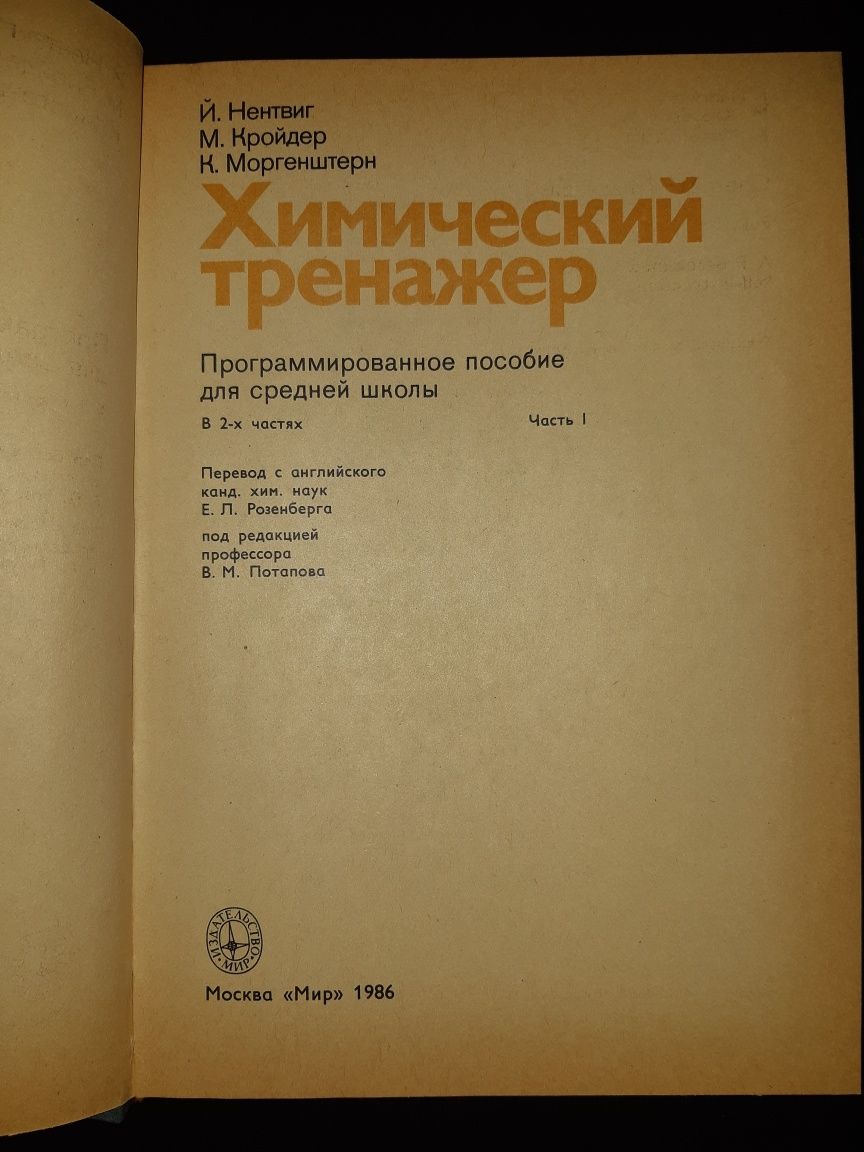 Й. Нентвиг
М. Кройдер
К. Моргенштерн
Химический
тренажер
Программированное пособие
для средней школы
В 2-х частях Часть I
Перевод с английского
канд. хим. наук
Е. Л. Розенберга
под редакцией
профессора
В. М. Потапова
ИЗДАТЕЛЬСТВО
МИР
Москва «Мир» 1986